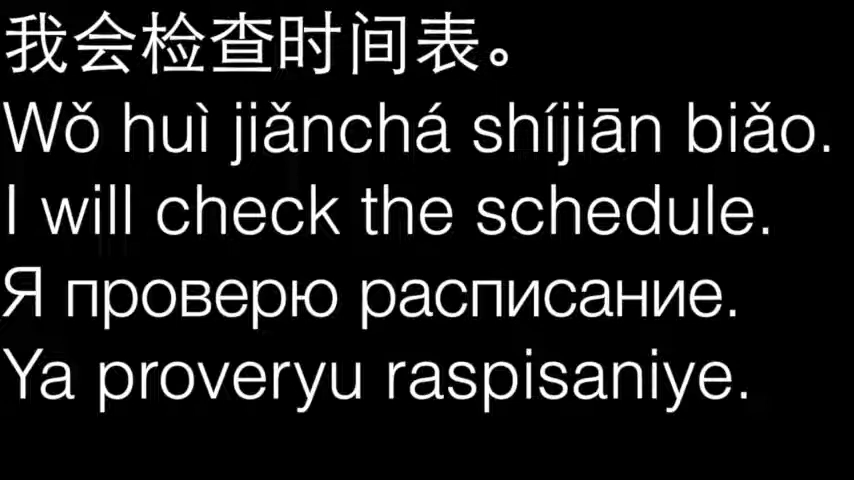 我会检查时间表。
Wǒ huì jiǎnchá shíjiān biǎo.
I will check the schedule.
Я проверю расписание.
Ya proveryu raspisaniye.